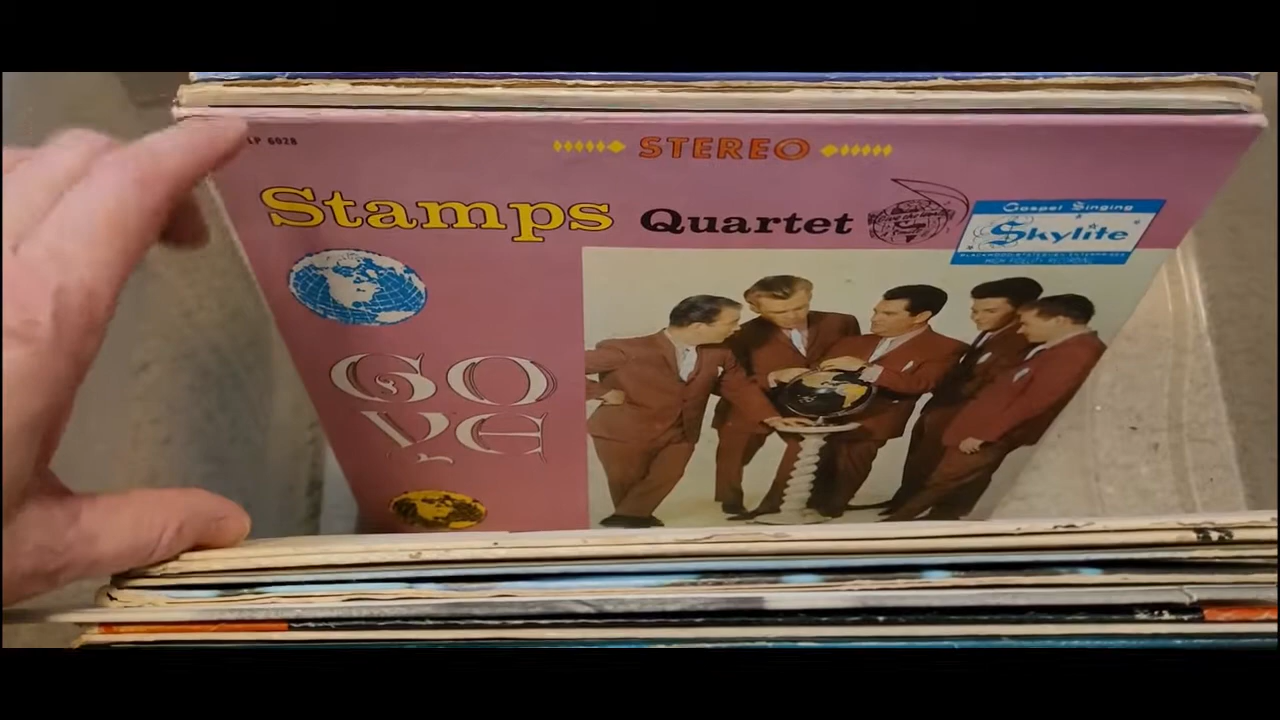 LP 6028
STEREO
Stamps Quartet
Gospel Singing
Skylite
GO
YE